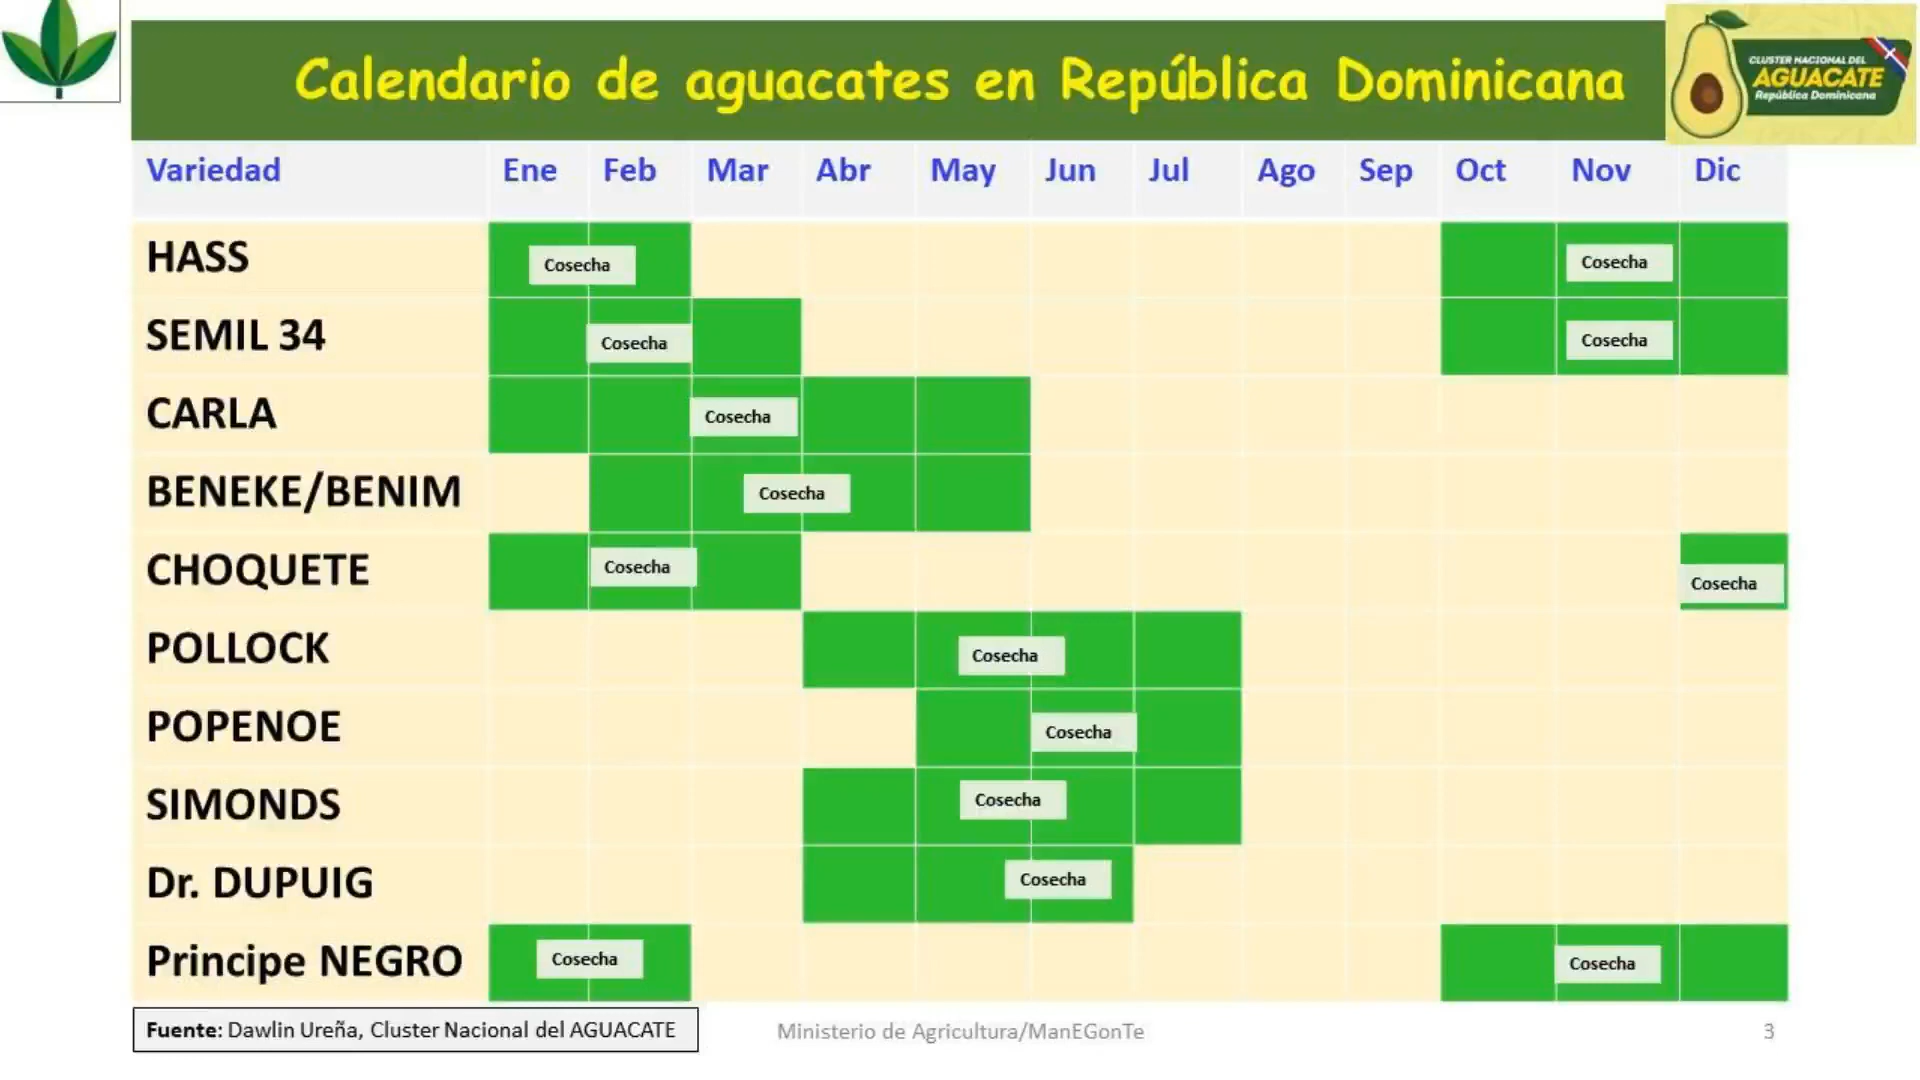 Calendario de aguacates en República Dominicana
CLUSTER NACIONAL DEL
AGUACATE
República Dominicana
Variedad Ene Feb Mar Abr May Jun Jul Ago Sep Oct Nov Dic
HASS Cosecha Cosecha
SEMIL 34 Cosecha Cosecha
CARLA Cosecha
BENEKE/BENIM Cosecha
CHOQUETE Cosecha Cosecha
POLLOCK Cosecha
POPENOE Cosecha
SIMONDS Cosecha
Dr. DUPUIG Cosecha
Principe NEGRO Cosecha Cosecha
Fuente: Dawlin Ureña, Cluster Nacional del AGUACATE
Ministerio de Agricultura/ManEGonTe
3